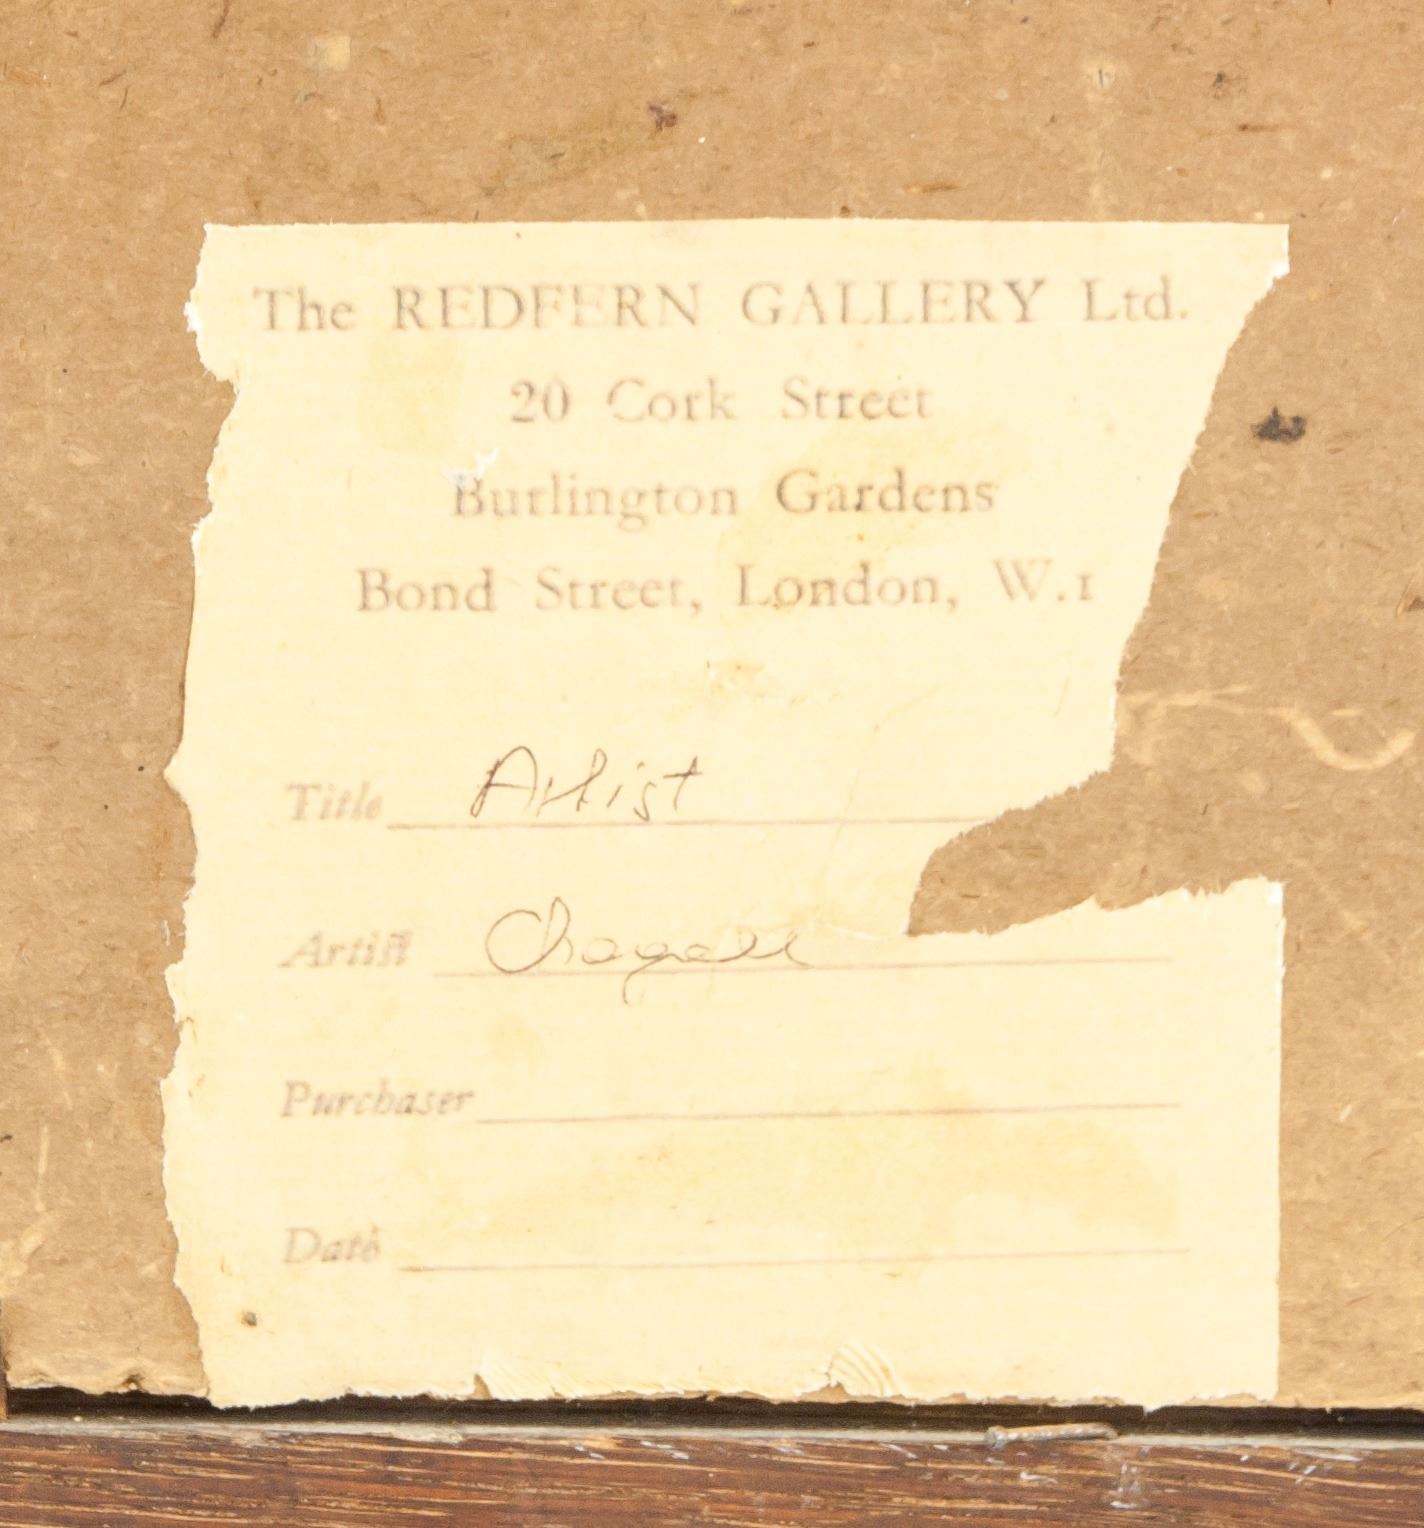 The REDFERN GALLERY Ltd.
20 Cork Street
Burlington Gardens
Bond Street, London, W.1
Title Artist
Artist Chagall
Purchaser
Date